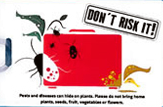 DON'T RISK IT!
Pests and diseases can hide on plants. Please do not bring home
plants, seeds, fruit, vegetables or flowers.